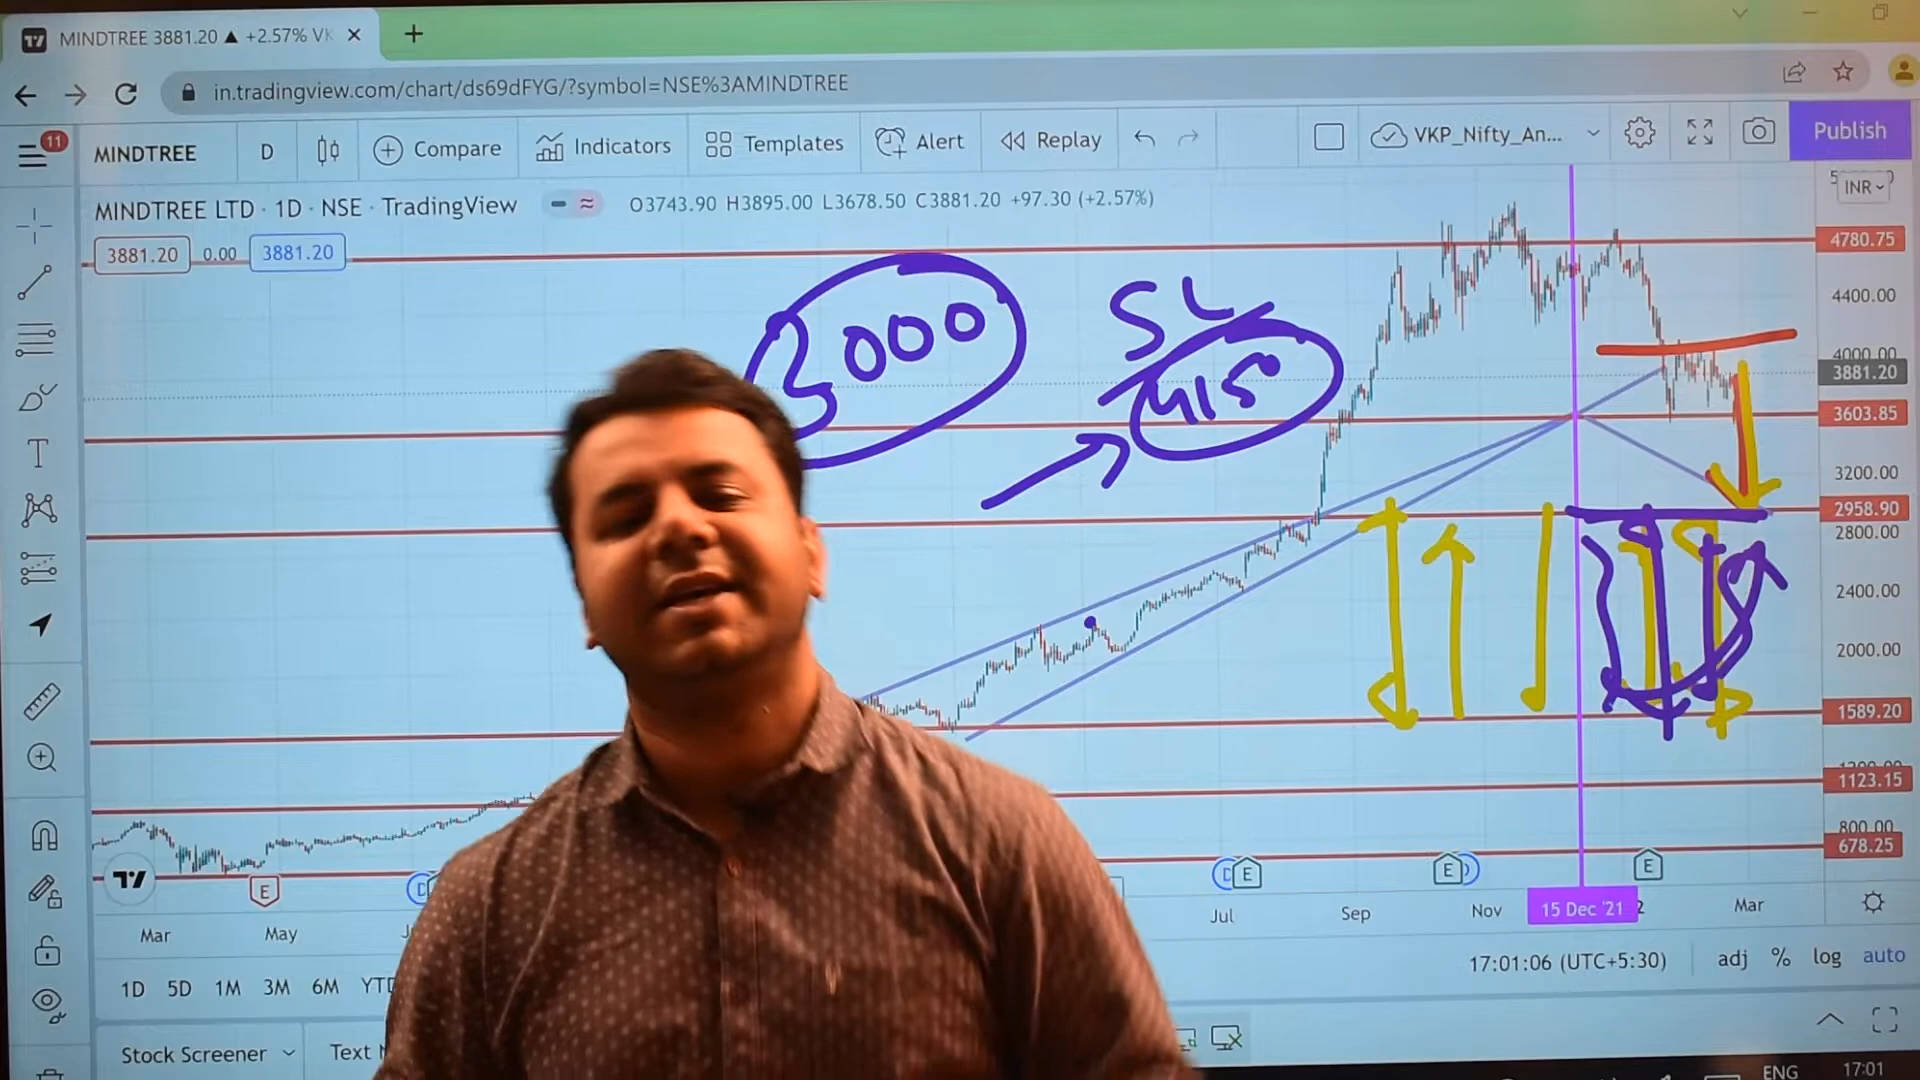 MINDTREE 3881.20 ▲ +2.57% VK
in.tradingview.com/chart/ds69dFYG/?symbol=NSE%3AMINDTREE
11
MINDTREE D Compare Indicators Templates Alert Replay VKP_Nifty_An... Publish
MINDTREE LTD · 1D · NSE · TradingView O3743.90 H3895.00 L3678.50 C3881.20 +97.30 (+2.57%)
INR
3881.20 0.00 3881.20
4780.75
4400.00
3000
SL
4150
4000.00
3881.20
3603.85
3200.00
2958.90
2800.00
2400.00
2000.00
1589.20
1123.15
800.00
678.25
E D D E E E
Mar May Jul Sep Nov 15 Dec '21 2 Mar
17:01:06 (UTC+5:30) adj % log auto
1D 5D 1M 3M 6M YTD
Stock Screener Text
ENG 17:01